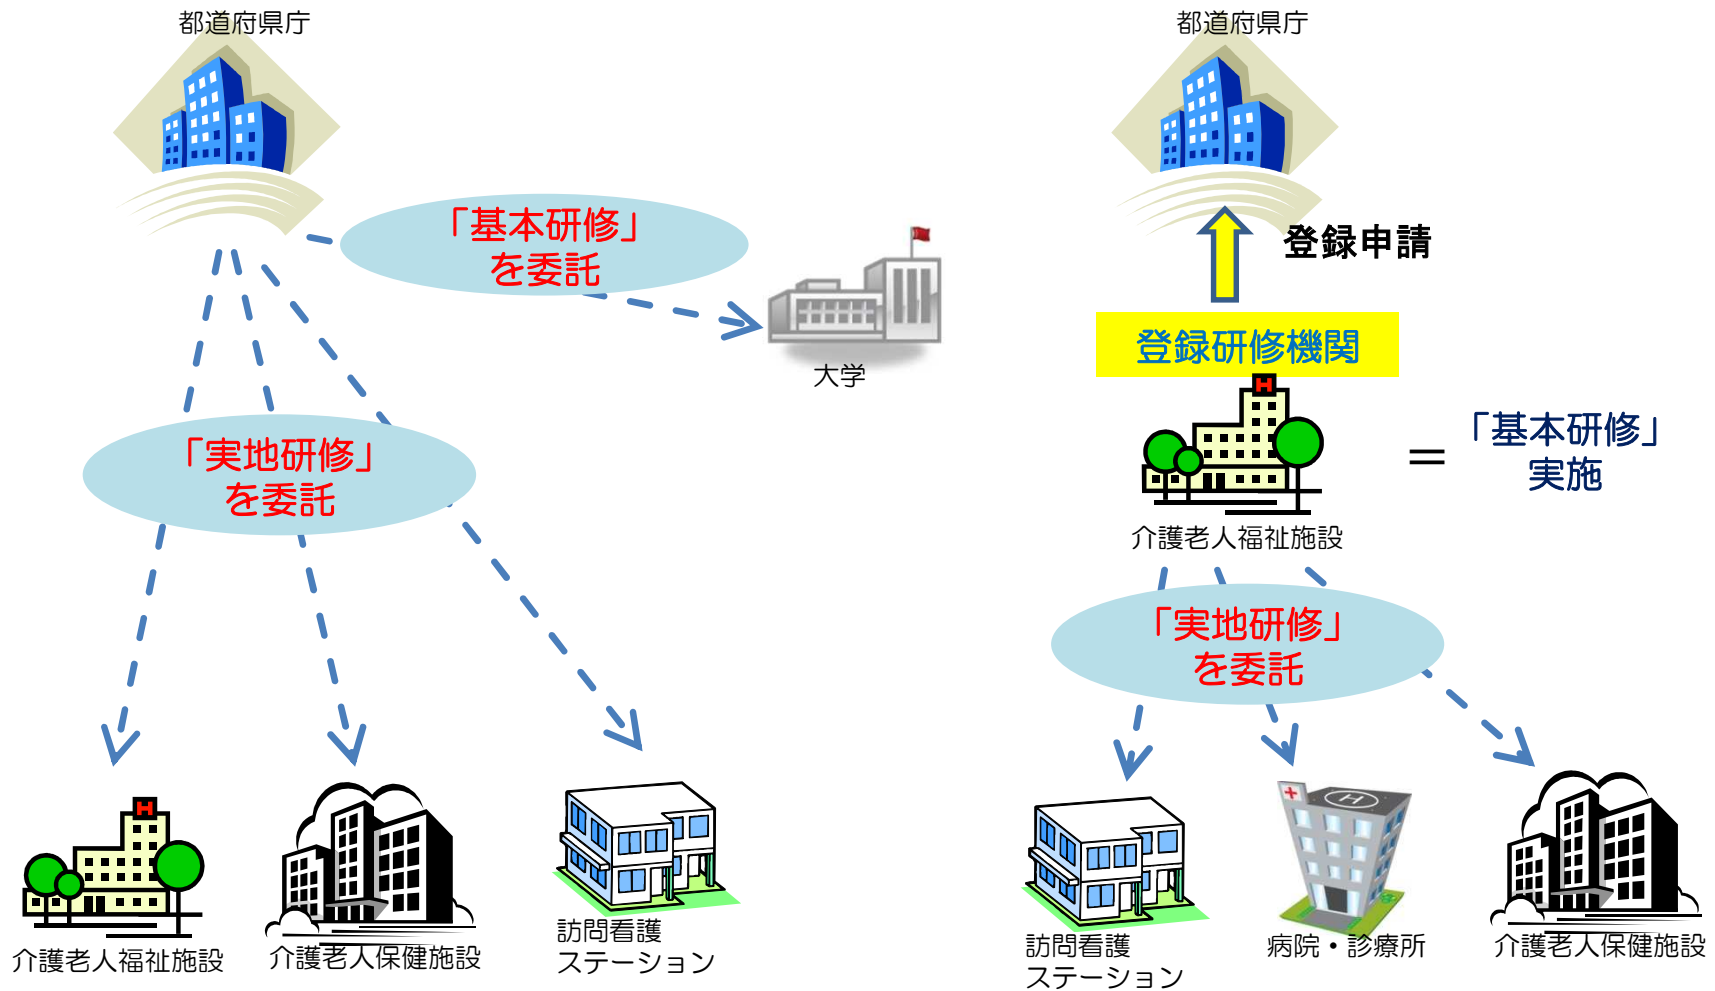 都道府県庁
「基本研修」
を委託
大学
「実地研修」
を委託
介護老人福祉施設
介護老人保健施設
訪問看護
ステーション
都道府県庁
登録申請
登録研修機関
H
介護老人福祉施設
＝
「基本研修」
実施
「実地研修」
を委託
訪問看護
ステーション
H
病院・診療所
介護老人保健施設
H